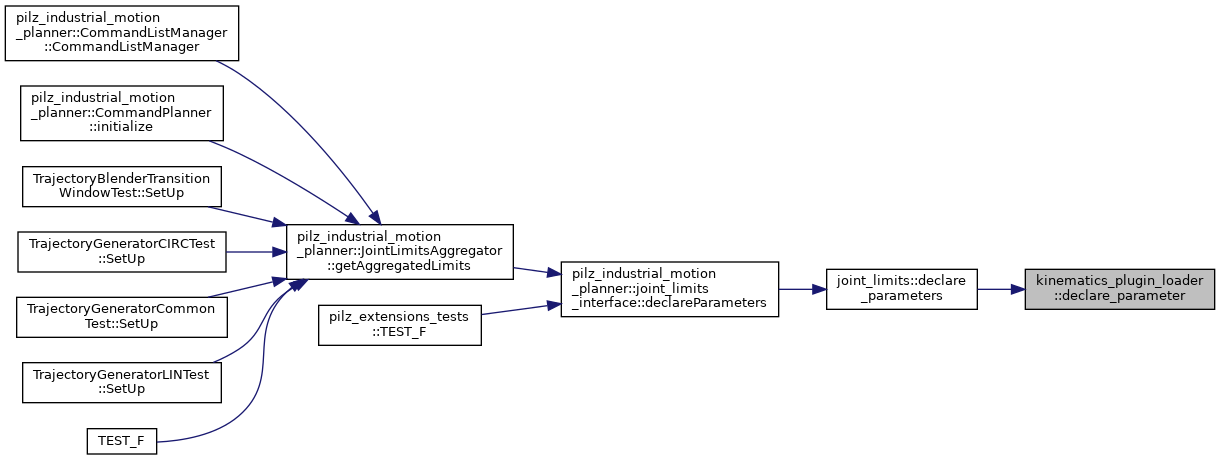 pilz_industrial_motion
_planner::CommandListManager
::CommandListManager
pilz_industrial_motion
_planner::CommandPlanner
::initialize
TrajectoryBlenderTransition
WindowTest::SetUp
TrajectoryGeneratorCIRCTest
::SetUp
TrajectoryGeneratorCommon
Test::SetUp
TrajectoryGeneratorLINTest
::SetUp
TEST_F
pilz_industrial_motion
_planner::JointLimitsAggregator
::getAggregatedLimits
pilz_extensions_tests
::TEST_F
pilz_industrial_motion
_planner::joint_limits
_interface::declareParameters
joint_limits::declare
_parameters
kinematics_plugin_loader
::declare_parameter